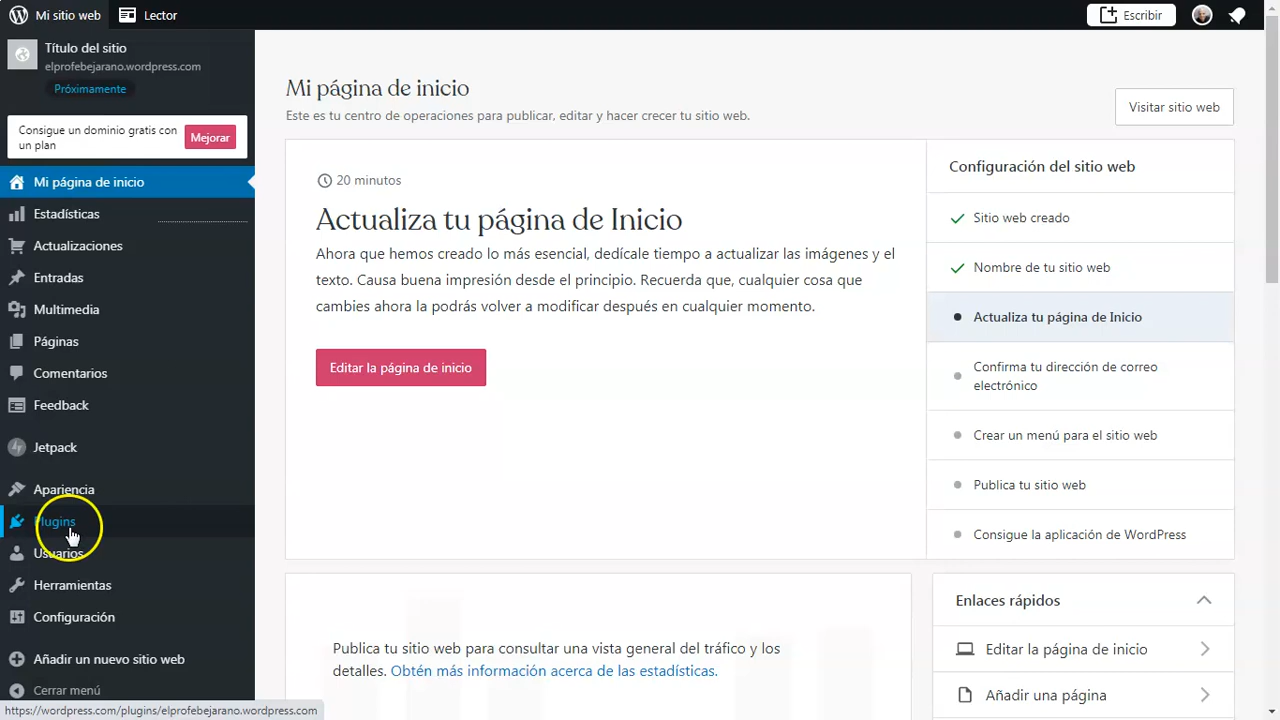 Mi sitio web
Lector
Escribir
Título del sitio
elprofebejarano.wordpress.com
Próximamente
Consigue un dominio gratis con
un plan
Mejorar
Mi página de inicio
Estadísticas
Actualizaciones
Entradas
Multimedia
Páginas
Comentarios
Feedback
Jetpack
Apariencia
Plugins
Usuarios
Herramientas
Configuración
Añadir un nuevo sitio web
Cerrar menú
https://wordpress.com/plugins/elprofebejarano.wordpress.com
Mi página de inicio
Este es tu centro de operaciones para publicar, editar y hacer crecer tu sitio web.
Visitar sitio web
20 minutos
Actualiza tu página de Inicio
Ahora que hemos creado lo más esencial, dedícale tiempo a actualizar las imágenes y el
texto. Causa buena impresión desde el principio. Recuerda que, cualquier cosa que
cambies ahora la podrás volver a modificar después en cualquier momento.
Editar la página de inicio
Configuración del sitio web
Sitio web creado
Nombre de tu sitio web
Actualiza tu página de Inicio
Confirma tu dirección de correo
electrónico
Crear un menú para el sitio web
Publica tu sitio web
Consigue la aplicación de WordPress
Publica tu sitio web para consultar una vista general del tráfico y los
detalles. Obtén más información acerca de las estadísticas.
Enlaces rápidos
Editar la página de inicio
Añadir una página